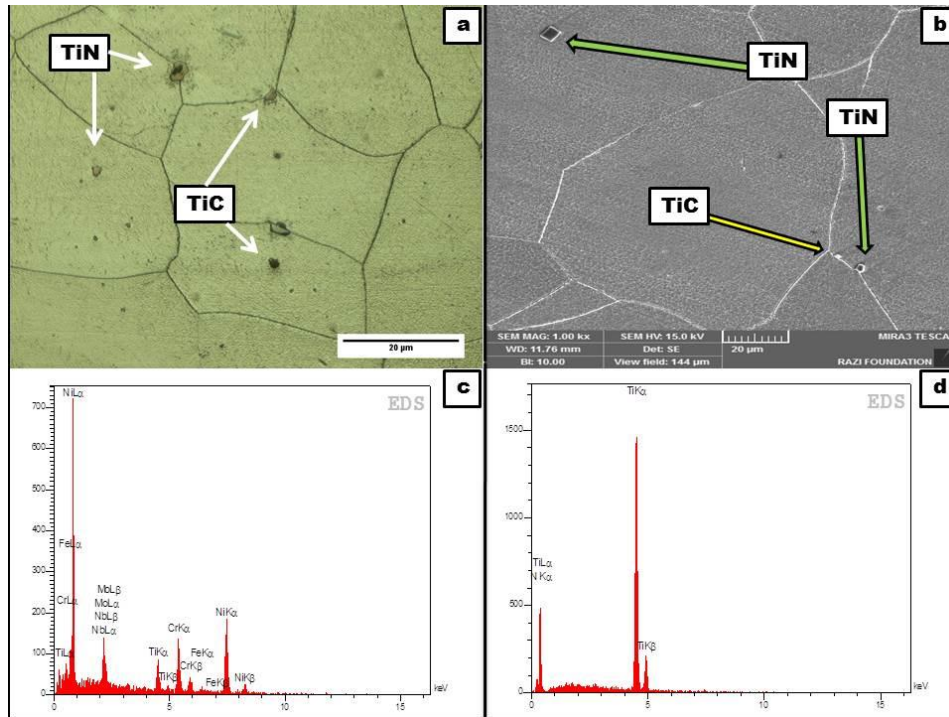 a
TiN
TiC
20 µm
b
TiN
TiN
TiC
SEM MAG: 1.00 kx
SEM HV: 15.0 kV
WD: 11.76 mm
Det: SE
20 µm
MIRA3 TESCA
BI: 10.00
View field: 144 µm
RAZI FOUNDATION
c
EDS
NiLα
700
600
500
400
FeLα
300
CrLα
MoLβ
MoLα
200
NbLβ
NbLα
NiKα
CrKα
100
TiLα
TiKα
FeKα
CrKβ
TiKβ
FeKβ
NiKβ
0
0
5
10
15
keV
d
EDS
TiKα
1500
1000
TiLα
N Kα
500
TiKβ
0
0
5
10
15
keV